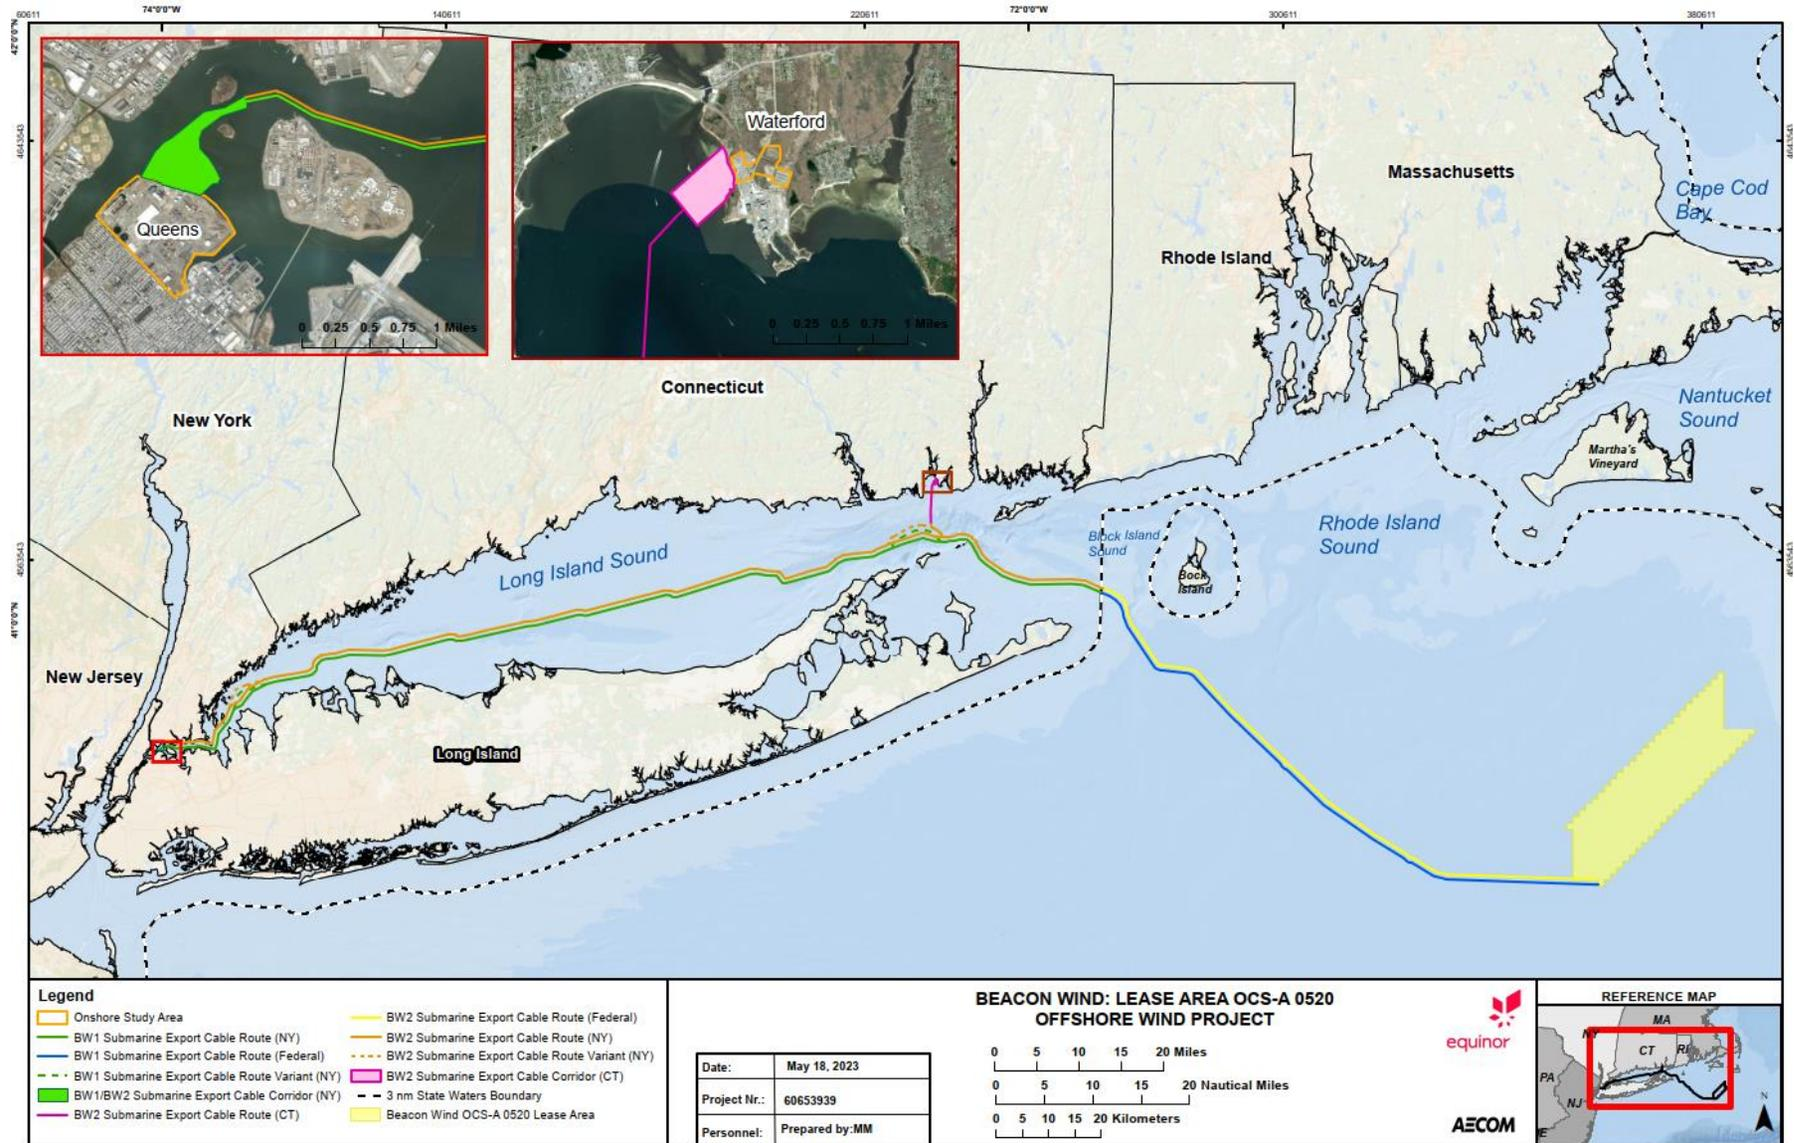 60611
74°0'0"W
140611
220611
72°0'0"W
300611
380611
42°0'0"N
4643543
4643543
4563543
4563543
41°0'0"N
Queens
0 0.25 0.5 0.75 1 Miles
Waterford
0 0.25 0.5 0.75 1 Miles
Massachusetts
Cape Cod
Bay
Rhode Island
Connecticut
New York
Nantucket
Sound
Martha's
Vineyard
Rhode Island
Sound
Block Island
Sound
Bock
Island
Long Island Sound
New Jersey
Long Island
Legend
Onshore Study Area
BW1 Submarine Export Cable Route (NY)
BW1 Submarine Export Cable Route (Federal)
BW1 Submarine Export Cable Route Variant (NY)
BW1/BW2 Submarine Export Cable Corridor (NY)
BW2 Submarine Export Cable Route (CT)
BW2 Submarine Export Cable Route (Federal)
BW2 Submarine Export Cable Route (NY)
BW2 Submarine Export Cable Route Variant (NY)
BW2 Submarine Export Cable Corridor (CT)
3 nm State Waters Boundary
Beacon Wind OCS-A 0520 Lease Area
BEACON WIND: LEASE AREA OCS-A 0520
OFFSHORE WIND PROJECT
Date: May 18, 2023
Project Nr.: 60653939
Personnel: Prepared by:MM
0 5 10 15 20 Miles
0 5 10 15 20 Nautical Miles
0 5 10 15 20 Kilometers
equinor
AECOM
REFERENCE MAP
MA
NY
CT
RI
PA
NJ
N